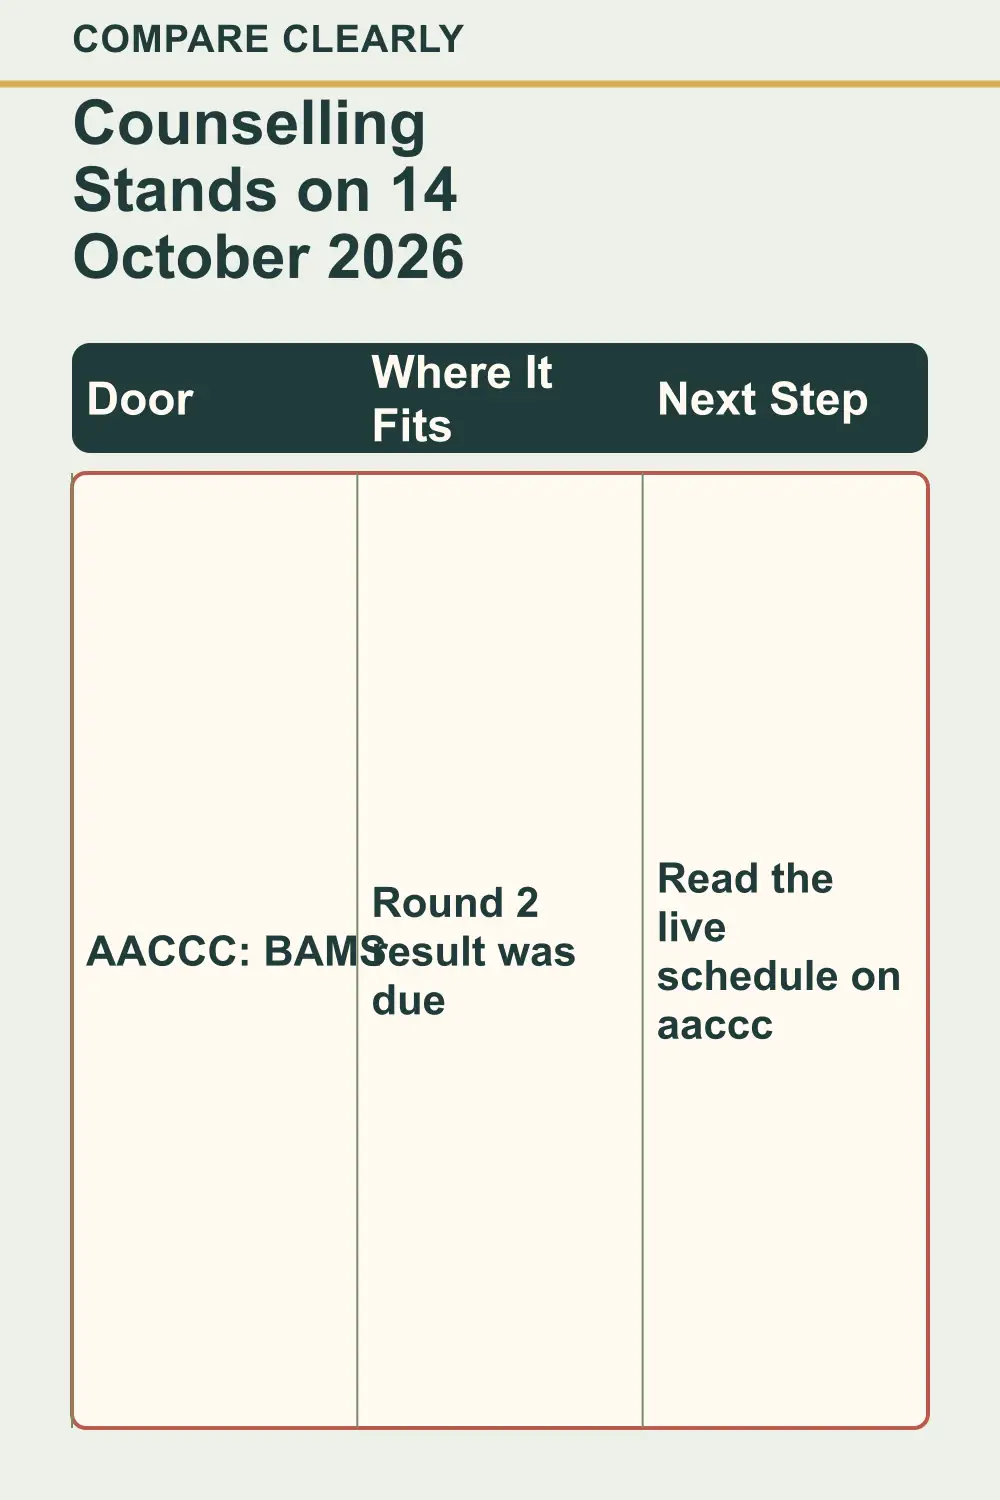 COMPARE CLEARLY
Counselling
Stands on 14
October 2026
Door
Where It
Fits
Next Step
AACCC: BAMS
Round 2
result was
due
Read the
live
schedule on
aaccc